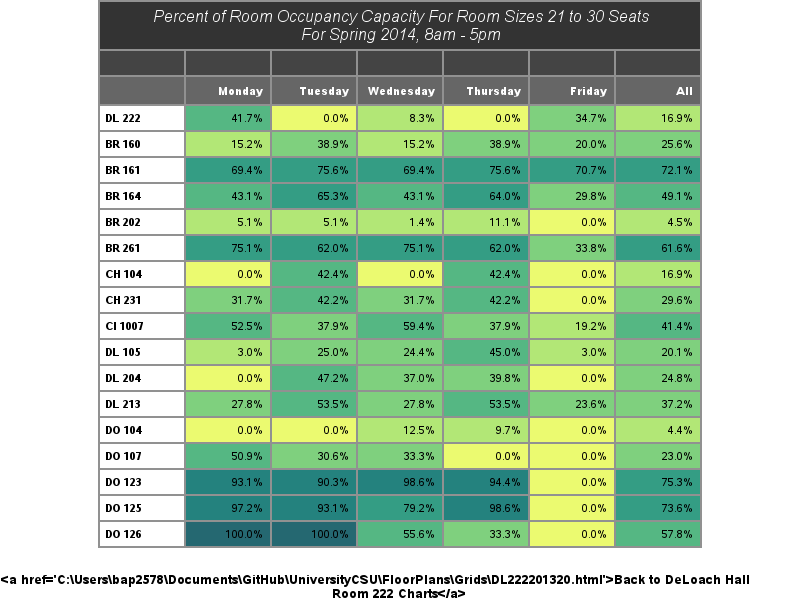 Percent of Room Occupancy Capacity For Room Sizes 21 to 30 Seats
For Spring 2014, 8am - 5pm
Monday Tuesday Wednesday Thursday Friday All
DL 222 41.7% 0.0% 8.3% 0.0% 34.7% 16.9%
BR 160 15.2% 38.9% 15.2% 38.9% 20.0% 25.6%
BR 161 69.4% 75.6% 69.4% 75.6% 70.7% 72.1%
BR 164 43.1% 65.3% 43.1% 64.0% 29.8% 49.1%
BR 202 5.1% 5.1% 1.4% 11.1% 0.0% 4.5%
BR 261 75.1% 62.0% 75.1% 62.0% 33.8% 61.6%
CH 104 0.0% 42.4% 0.0% 42.4% 0.0% 16.9%
CH 231 31.7% 42.2% 31.7% 42.2% 0.0% 29.6%
CI 1007 52.5% 37.9% 59.4% 37.9% 19.2% 41.4%
DL 105 3.0% 25.0% 24.4% 45.0% 3.0% 20.1%
DL 204 0.0% 47.2% 37.0% 39.8% 0.0% 24.8%
DL 213 27.8% 53.5% 27.8% 53.5% 23.6% 37.2%
DO 104 0.0% 0.0% 12.5% 9.7% 0.0% 4.4%
DO 107 50.9% 30.6% 33.3% 0.0% 0.0% 23.0%
DO 123 93.1% 90.3% 98.6% 94.4% 0.0% 75.3%
DO 125 97.2% 93.1% 79.2% 98.6% 0.0% 73.6%
DO 126 100.0% 100.0% 55.6% 33.3% 0.0% 57.8%
<a href='C:\Users\bap2578\Documents\GitHub\UniversityCSU\FloorPlans\Grids\DL222201320.html'>Back to DeLoach Hall
Room 222 Charts</a>